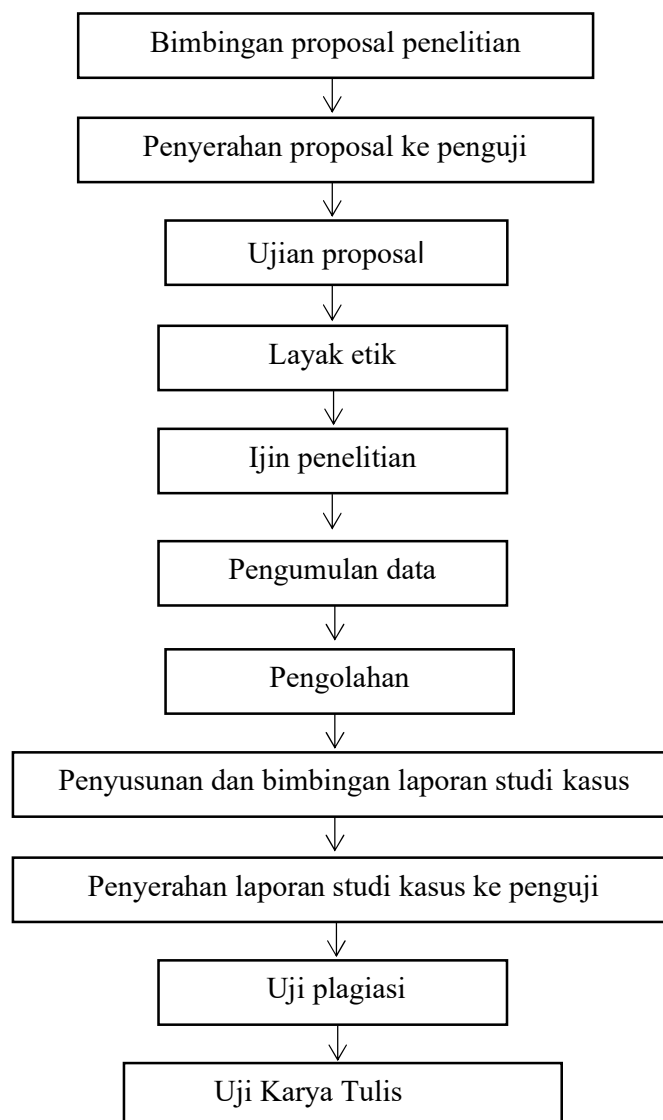 Bimbingan proposal penelitian
Penyerahan proposal ke penguji
Ujian proposal
Layak etik
Ijin penelitian
Pengumulan data
Pengolahan
Penyusunan dan bimbingan laporan studi kasus
Penyerahan laporan studi kasus ke penguji
Uji plagiasi
Uji Karya Tulis